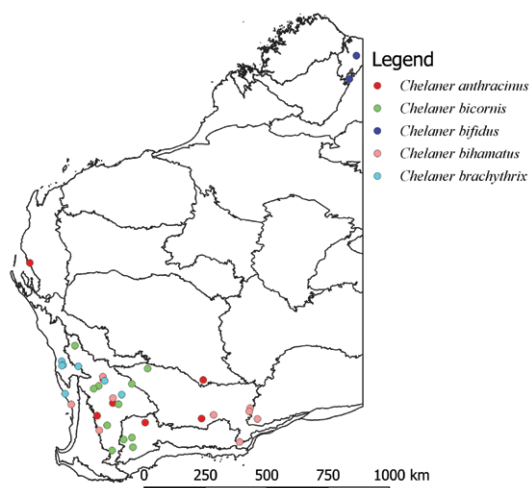 Legend
Chelaner anthracinus
Chelaner bicornis
Chelaner bifidus
Chelaner bihamatus
Chelaner brachythrix
0 250 500 750 1000 km